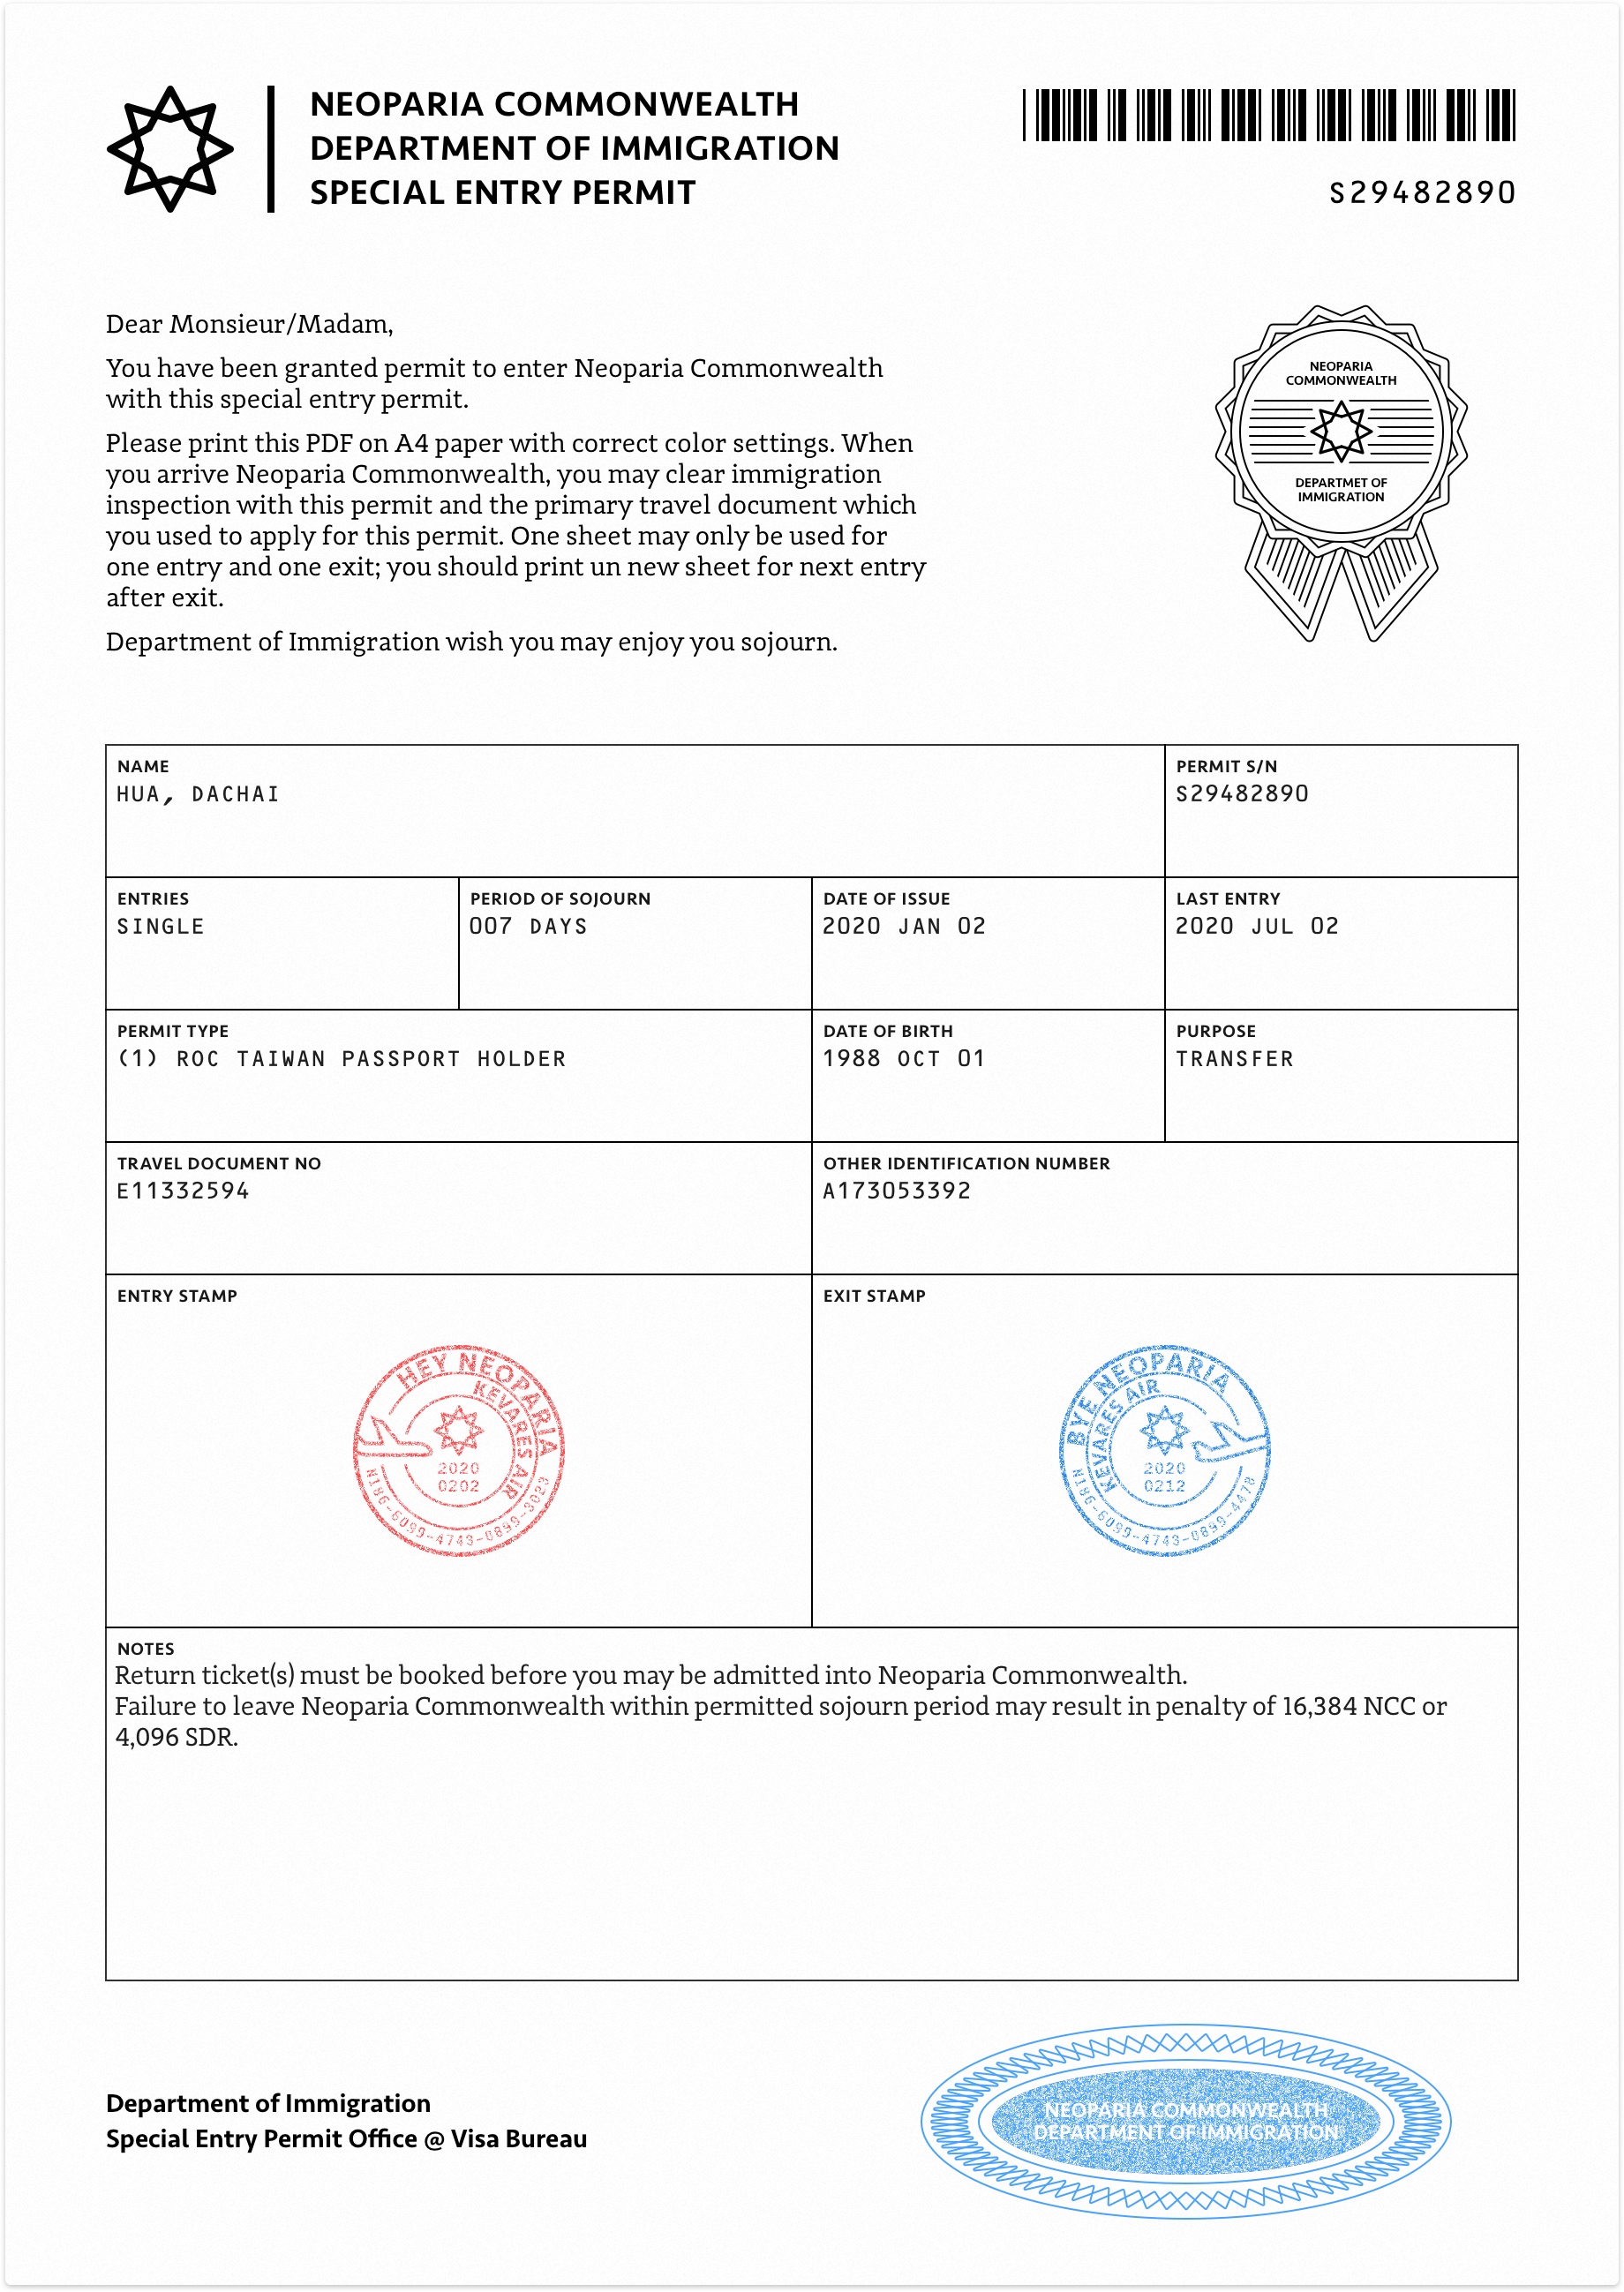 NEOPARIA COMMONWEALTH
DEPARTMENT OF IMMIGRATION
SPECIAL ENTRY PERMIT
S29482890
Dear Monsieur/Madam,
You have been granted permit to enter Neoparia Commonwealth
with this special entry permit.
Please print this PDF on A4 paper with correct color settings. When
you arrive Neoparia Commonwealth, you may clear immigration
inspection with this permit and the primary travel document which
you used to apply for this permit. One sheet may only be used for
one entry and one exit; you should print un new sheet for next entry
after exit.
Department of Immigration wish you may enjoy you sojourn.
NEOPARIA
COMMONWEALTH
DEPARTMET OF
IMMIGRATION
NAME
HUA, DACHAI
PERMIT S/N
S29482890
ENTRIES
SINGLE
PERIOD OF SOJOURN
007 DAYS
DATE OF ISSUE
2020 JAN 02
LAST ENTRY
2020 JUL 02
PERMIT TYPE
(1) ROC TAIWAN PASSPORT HOLDER
DATE OF BIRTH
1988 OCT 01
PURPOSE
TRANSFER
TRAVEL DOCUMENT NO
E11332594
OTHER IDENTIFICATION NUMBER
A173053392
ENTRY STAMP
HEY NEOPARIA
KEVARES AIR
2020
0202
N186-6099-4743-0899-3023
EXIT STAMP
BYE NEOPARIA
KEVARES AIR
2020
0212
N186-6099-4743-0899-4478
NOTES
Return ticket(s) must be booked before you may be admitted into Neoparia Commonwealth.
Failure to leave Neoparia Commonwealth within permitted sojourn period may result in penalty of 16,384 NCC or
4,096 SDR.
Department of Immigration
Special Entry Permit Office @ Visa Bureau
NEOPARIA COMMONWEALTH
DEPARTMENT OF IMMIGRATION